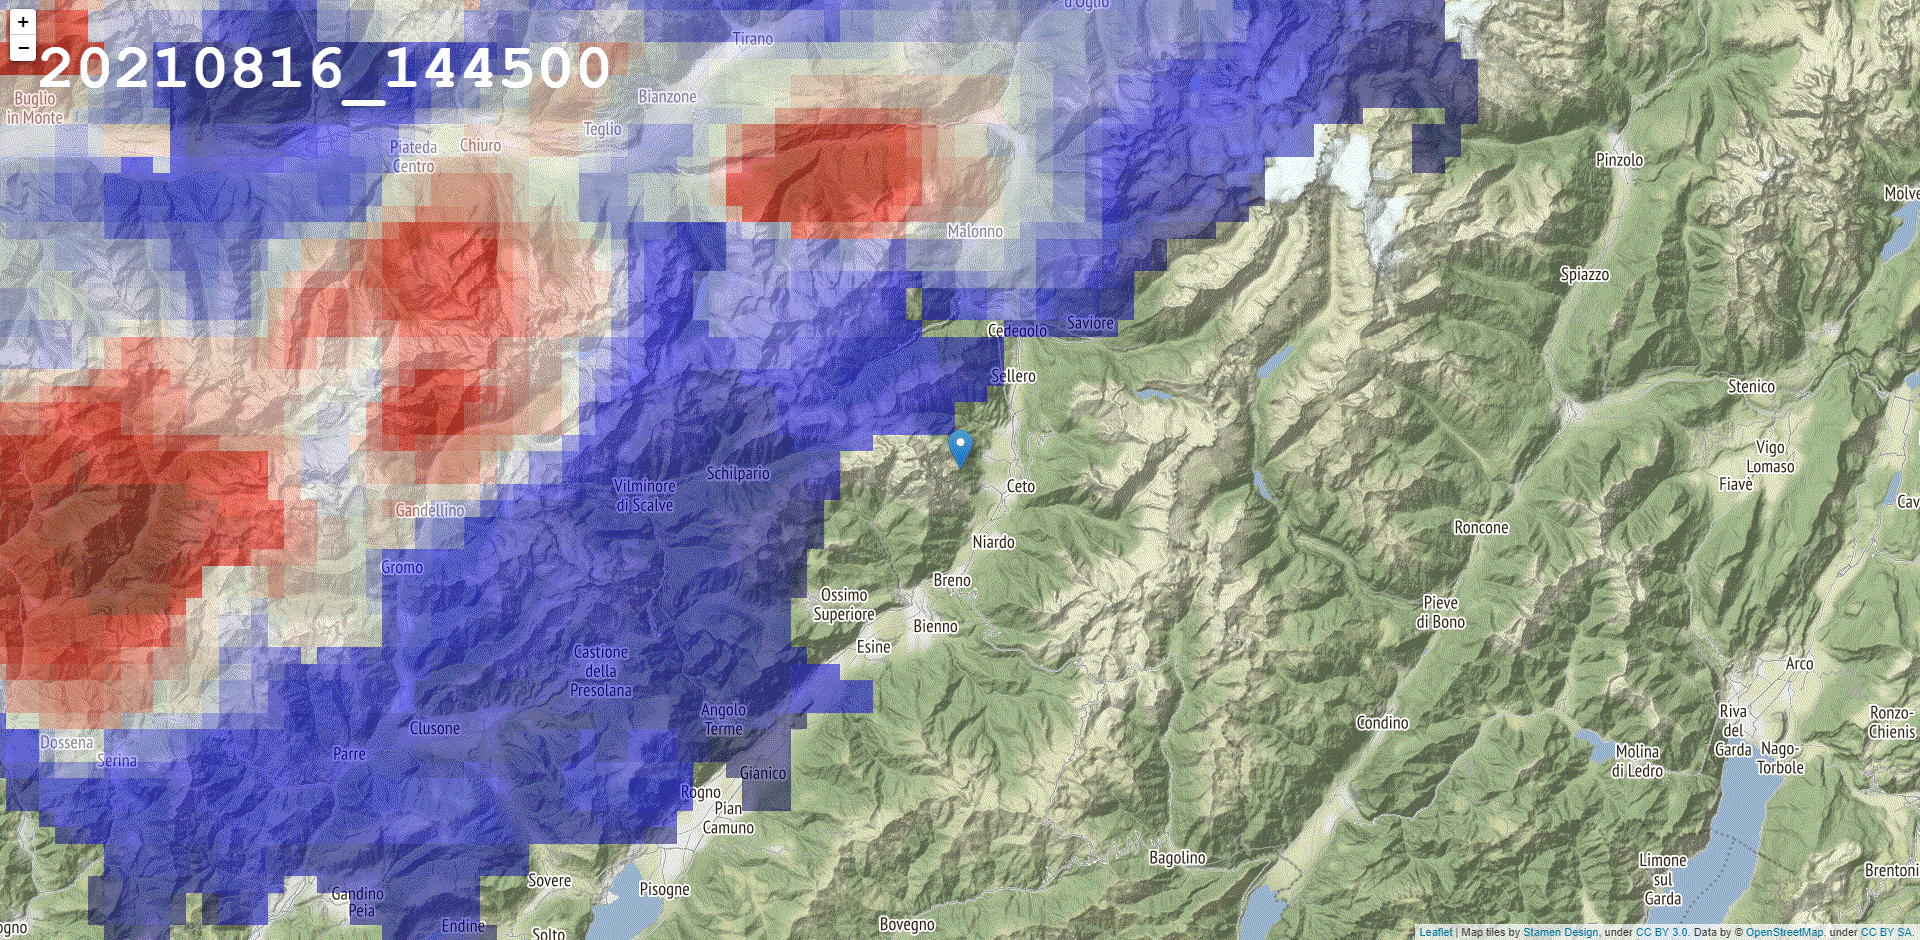 +
−
20210816_144500
d'Oglio
Tirano
Buglio
in Monte
Bianzone
Teglio
Piateda
Centro
Chiuro
Pinzolo
Malonno
Spiazzo
Cedegolo
Saviore
Sellero
Stenico
Vigo
Lomaso
Fiavè
Schilpario
Vilminore
di Scalve
Ceto
Gandellino
Roncone
Niardo
Gromo
Breno
Ossimo
Superiore
Pieve
di Bono
Bienno
Esine
Castione
della
Presolana
Arco
Angolo
Terme
Riva
del
Garda
Ronzo-
Chienis
Condino
Clusone
Dossena
Serina
Parre
Molina
di Ledro
Nago-
Torbole
Gianico
Rogno
Pian
Camuno
Bagolino
Limone
sul
Garda
Sovere
Pisogne
Gandino
Peia
Endine
Solto
Bovegno
Leaflet | Map tiles by Stamen Design, under CC BY 3.0. Data by © OpenStreetMap, under CC BY SA.